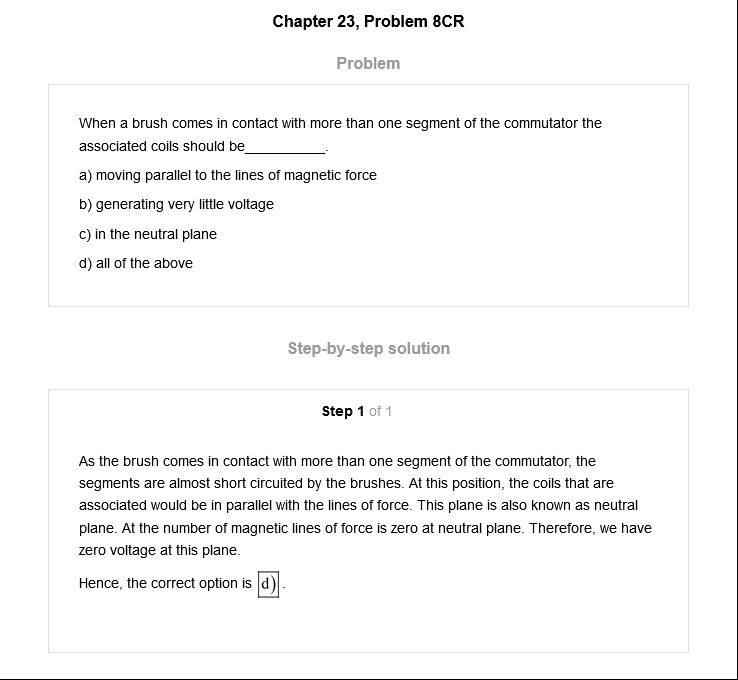 Chapter 23, Problem 8CR
Problem
When a brush comes in contact with more than one segment of the commutator the
associated coils should be__________.
a) moving parallel to the lines of magnetic force
b) generating very little voltage
c) in the neutral plane
d) all of the above
Step-by-step solution
Step 1 of 1
As the brush comes in contact with more than one segment of the commutator, the
segments are almost short circuited by the brushes. At this position, the coils that are
associated would be in parallel with the lines of force. This plane is also known as neutral
plane. At the number of magnetic lines of force is zero at neutral plane. Therefore, we have
zero voltage at this plane.
Hence, the correct option is d) .